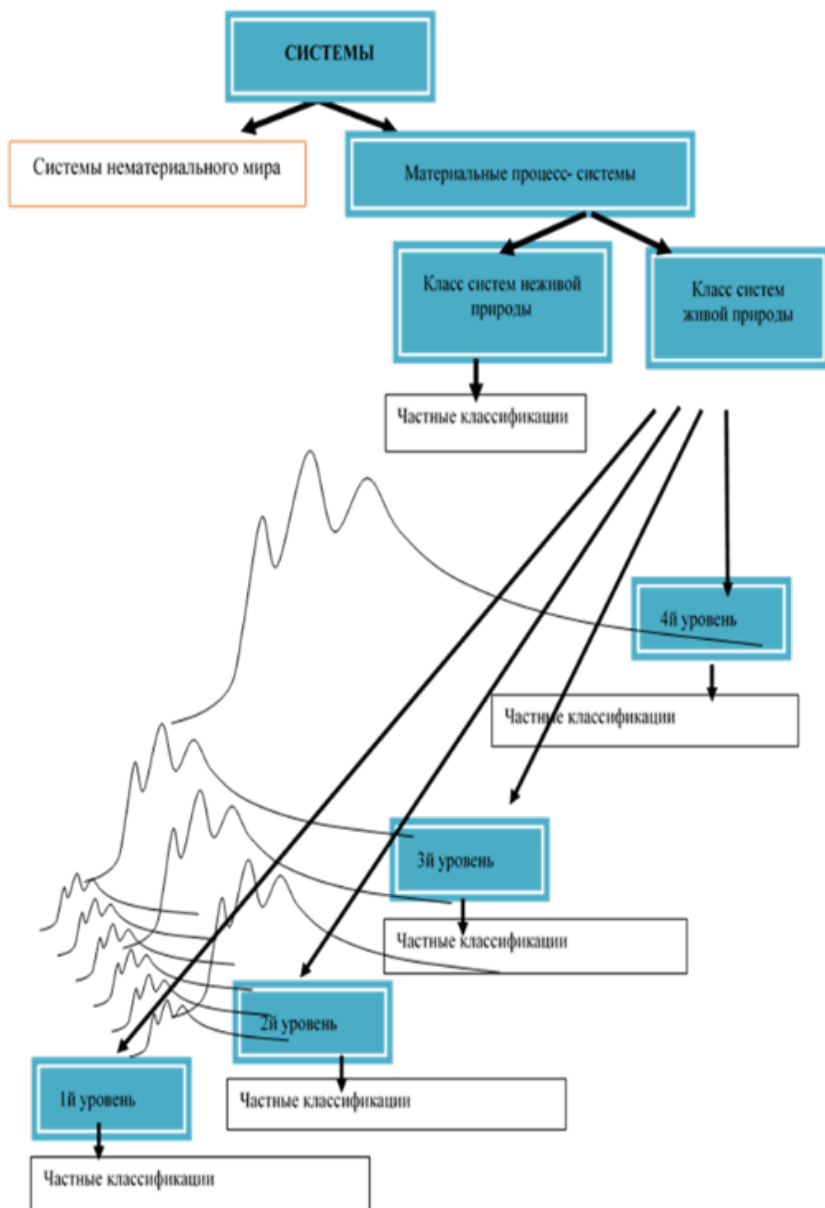 СИСТЕМЫ
Системы нематериального мира
Материальные процесс- системы
Класс систем неживой
природы
Класс систем
живой природы
Частные классификации
4й уровень
Частные классификации
3й уровень
Частные классификации
2й уровень
Частные классификации
1й уровень
Частные классификации